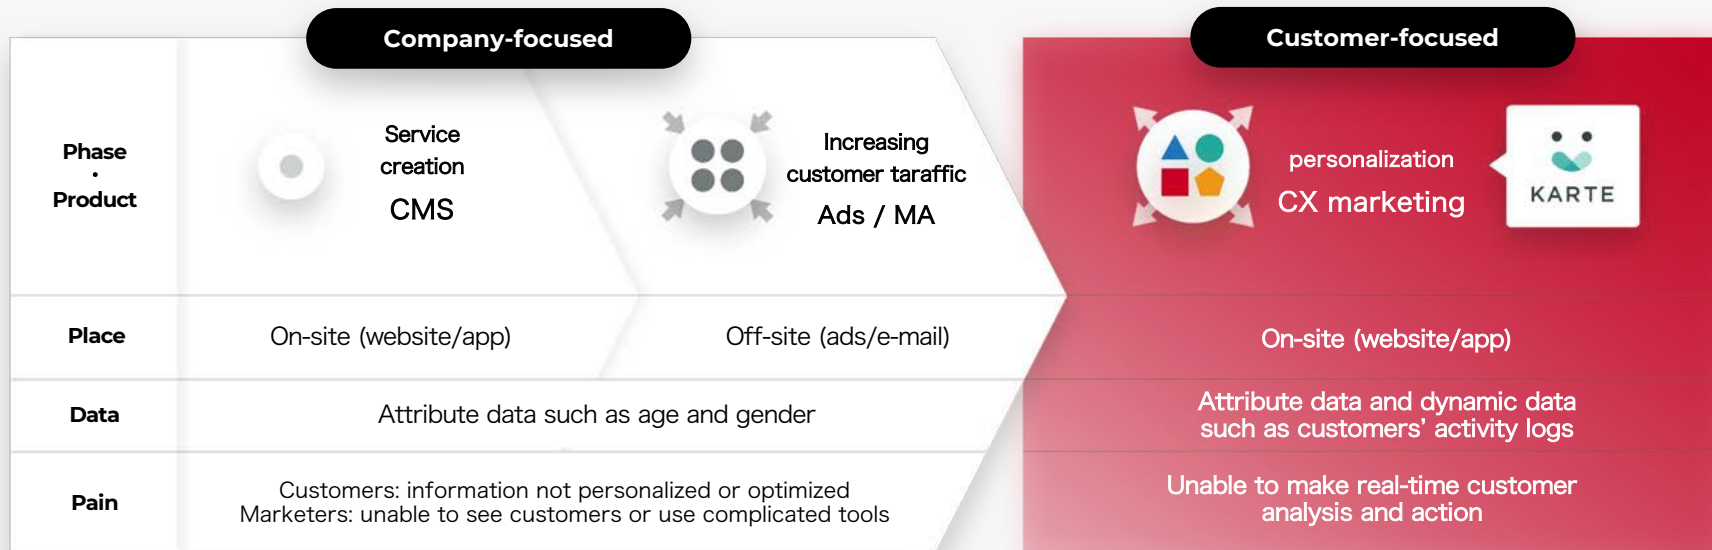 Company-focused
Customer-focused
Phase
・
Product
Service
creation
CMS
Increasing
customer taraffic
Ads / MA
personalization
CX marketing
KARTE
Place
On-site (website/app)
Off-site (ads/e-mail)
On-site (website/app)
Data
Attribute data such as age and gender
Attribute data and dynamic data
such as customers’ activity logs
Pain
Customers: information not personalized or optimized
Marketers: unable to see customers or use complicated tools
Unable to make real-time customer
analysis and action